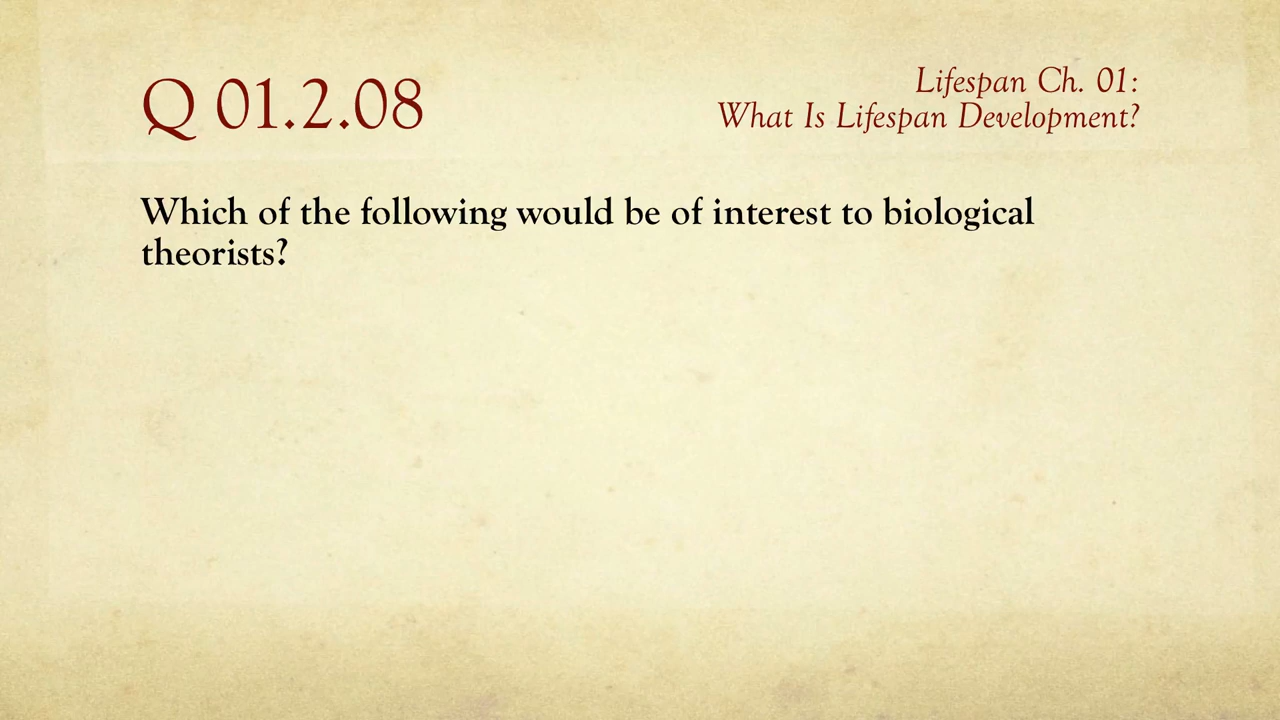 Q 01.2.08
Lifespan Ch. 01:
What Is Lifespan Development?
Which of the following would be of interest to biological
theorists?